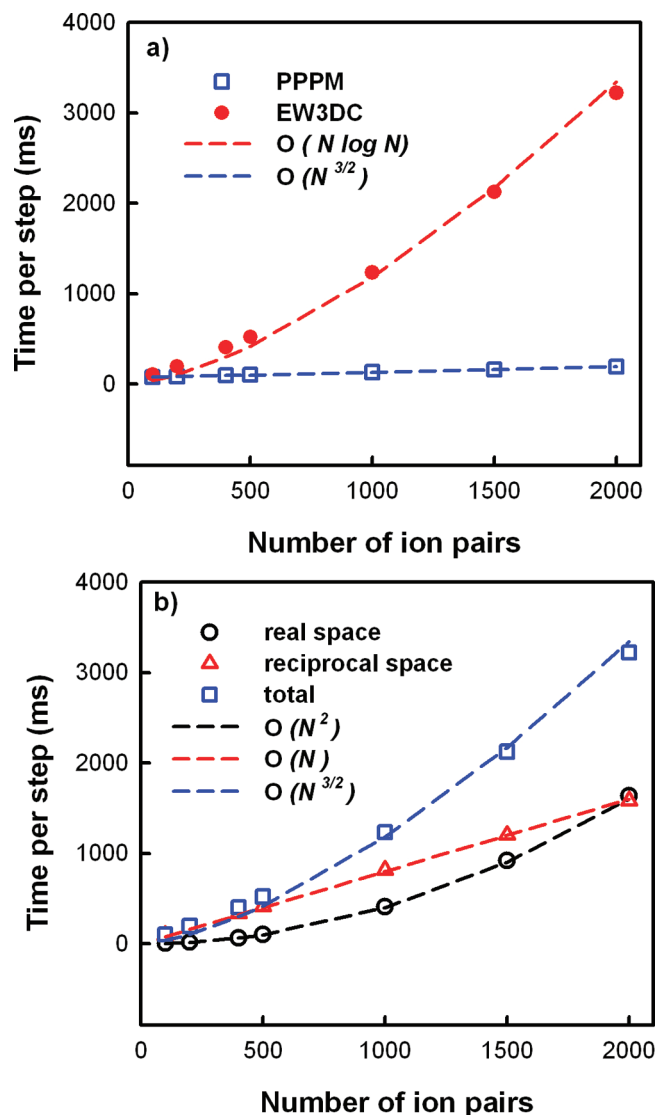 a)
PPPM
EW3DC
O ( N log N)
O (N 3/2)
Time per step (ms)
4000
3000
2000
1000
0
0 500 1000 1500 2000
Number of ion pairs
b)
real space
reciprocal space
total
O (N 2)
O (N )
O (N 3/2)
Time per step (ms)
4000
3000
2000
1000
0
0 500 1000 1500 2000
Number of ion pairs